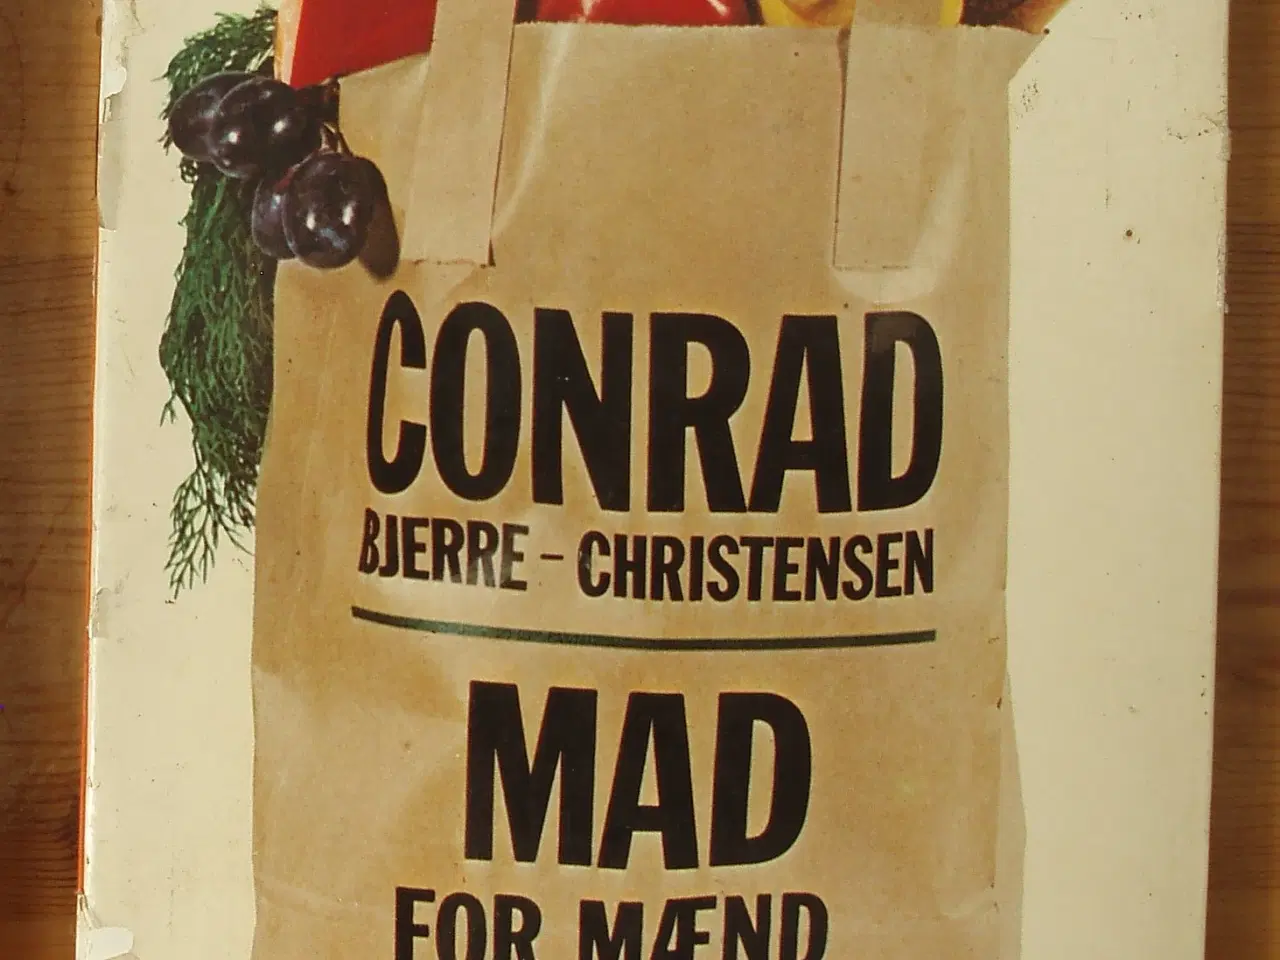 CONRAD
BJERRE - CHRISTENSEN
MAD
FOR MÆND